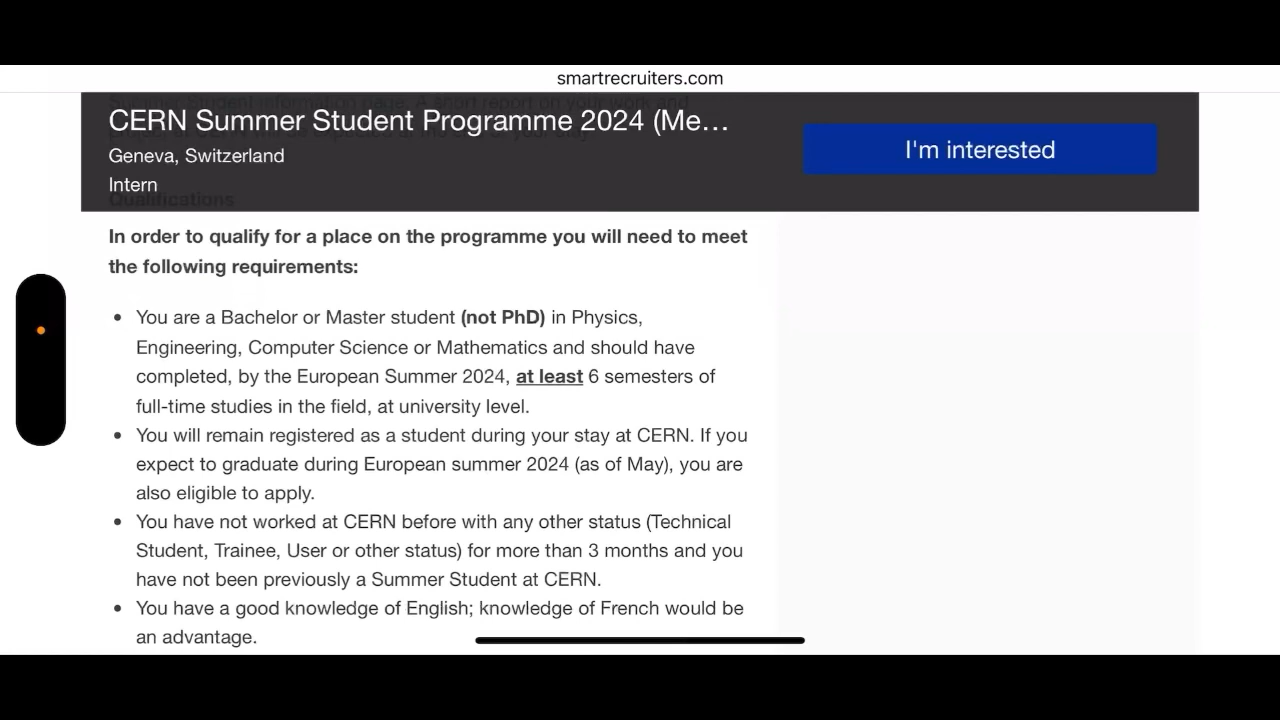 smartrecruiters.com
CERN Summer Student Programme 2024 (Me...
Geneva, Switzerland
Intern
I'm interested
Qualifications
In order to qualify for a place on the programme you will need to meet
the following requirements:
• You are a Bachelor or Master student (not PhD) in Physics,
Engineering, Computer Science or Mathematics and should have
completed, by the European Summer 2024, at least 6 semesters of
full-time studies in the field, at university level.
• You will remain registered as a student during your stay at CERN. If you
expect to graduate during European summer 2024 (as of May), you are
also eligible to apply.
• You have not worked at CERN before with any other status (Technical
Student, Trainee, User or other status) for more than 3 months and you
have not been previously a Summer Student at CERN.
• You have a good knowledge of English; knowledge of French would be
an advantage.